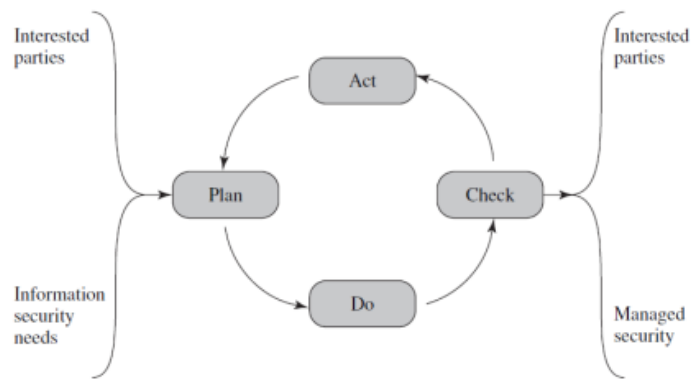 Interested
parties
Interested
parties
Act
Plan
Check
Do
Information
security
needs
Managed
security